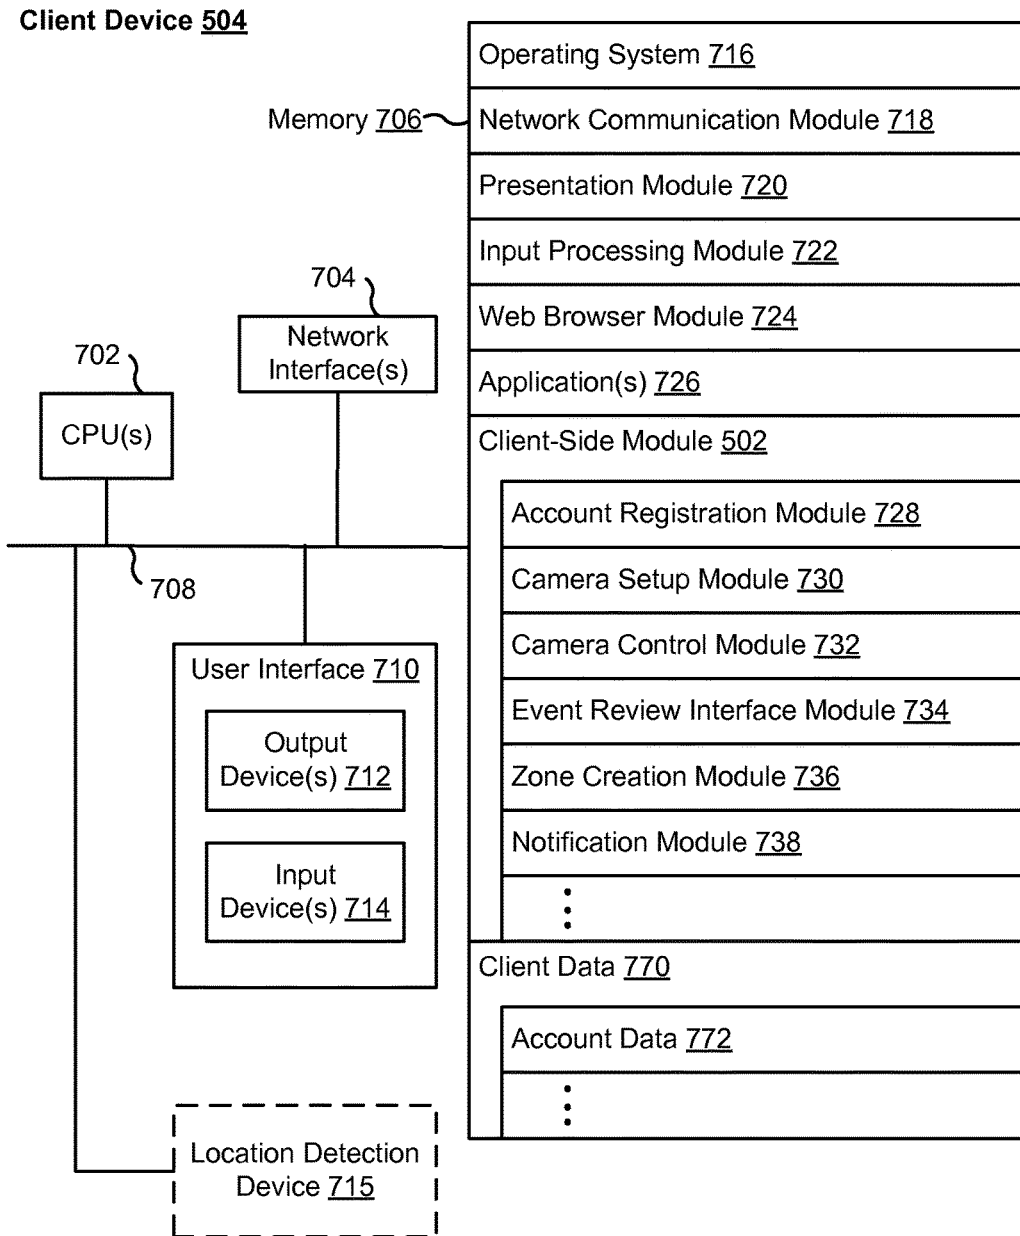 Client Device 504
Operating System 716
Memory 706
Network Communication Module 718
Presentation Module 720
Input Processing Module 722
704
Web Browser Module 724
Network
Interface(s)
702
Application(s) 726
CPU(s)
Client-Side Module 502
Account Registration Module 728
708
Camera Setup Module 730
Camera Control Module 732
User Interface 710
Event Review Interface Module 734
Output
Device(s) 712
Zone Creation Module 736
Notification Module 738
Input
Device(s) 714
Client Data 770
Account Data 772
Location Detection
Device 715